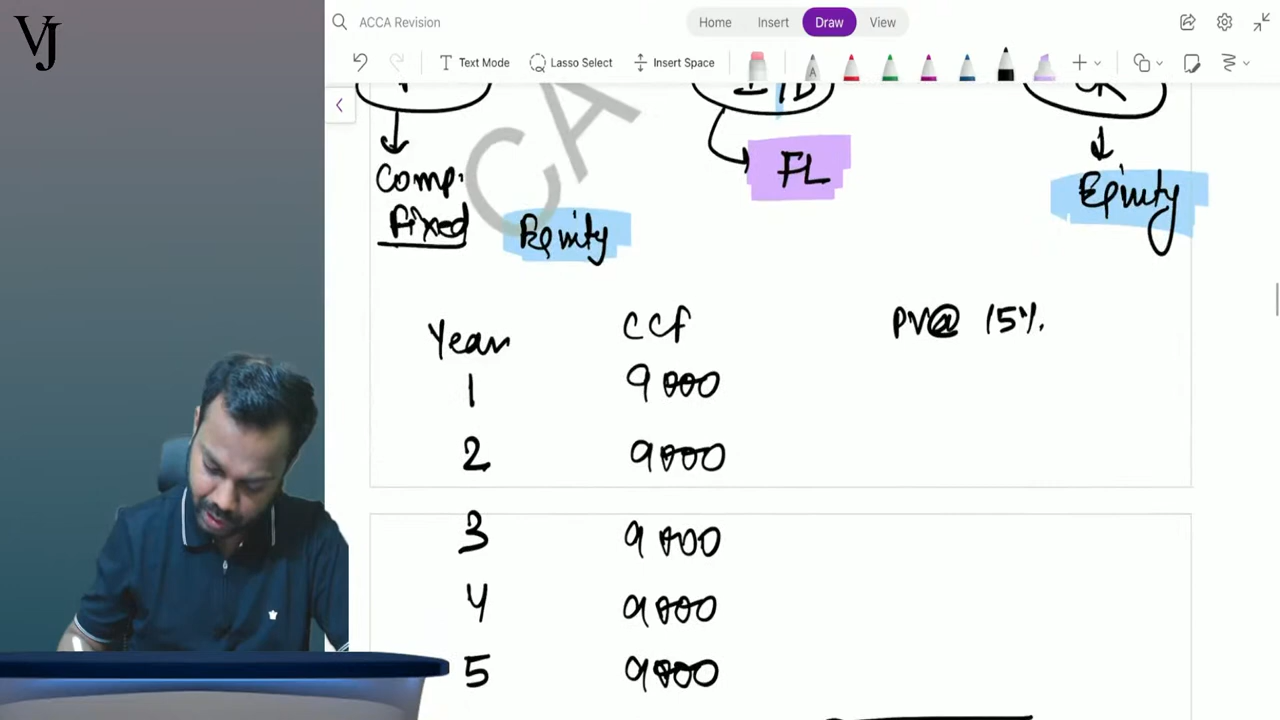 VJ
ACCA Revision
Home Insert Draw View
Text Mode Lasso Select Insert Space
CA
Comp. FL Equity
Fixed Equity
Year CCF PV@ 15%
1 9000
2 9000
3 9000
4 9000
5 9000